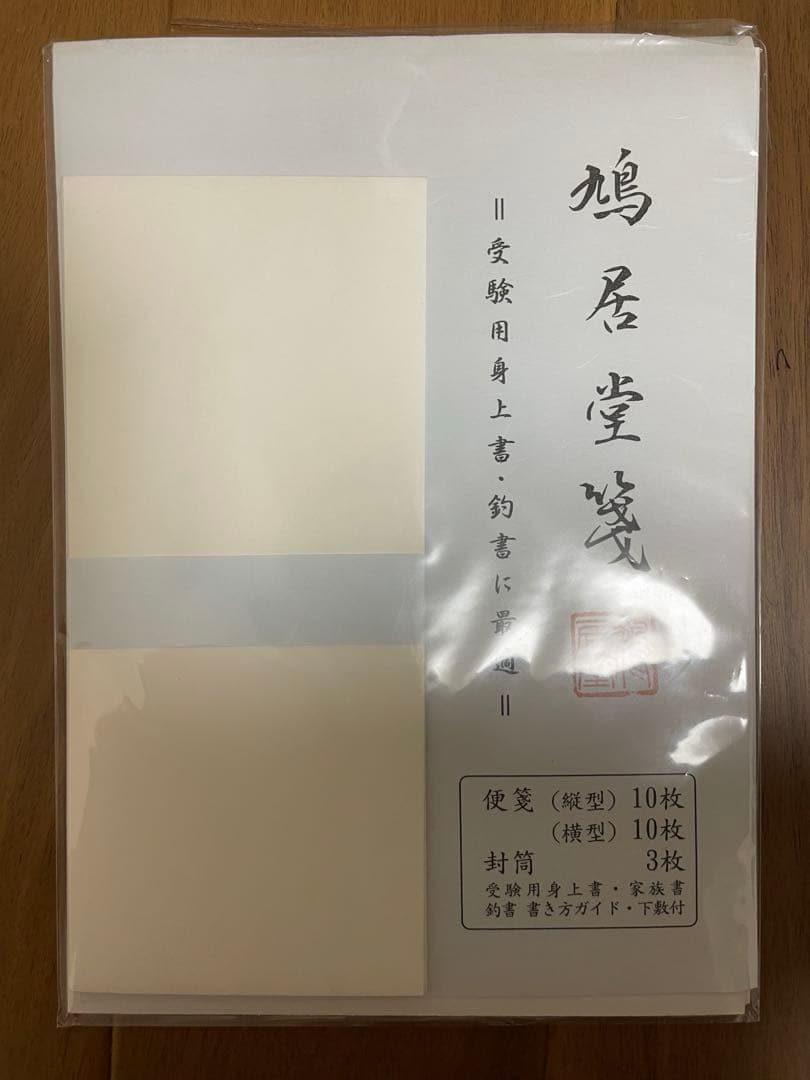 鳩居堂箋
＝受験用身上書・釣書に最適＝
便箋（縦型）10枚
（横型）10枚
封筒 3枚
受験用身上書・家族書
釣書 書き方ガイド・下敷付